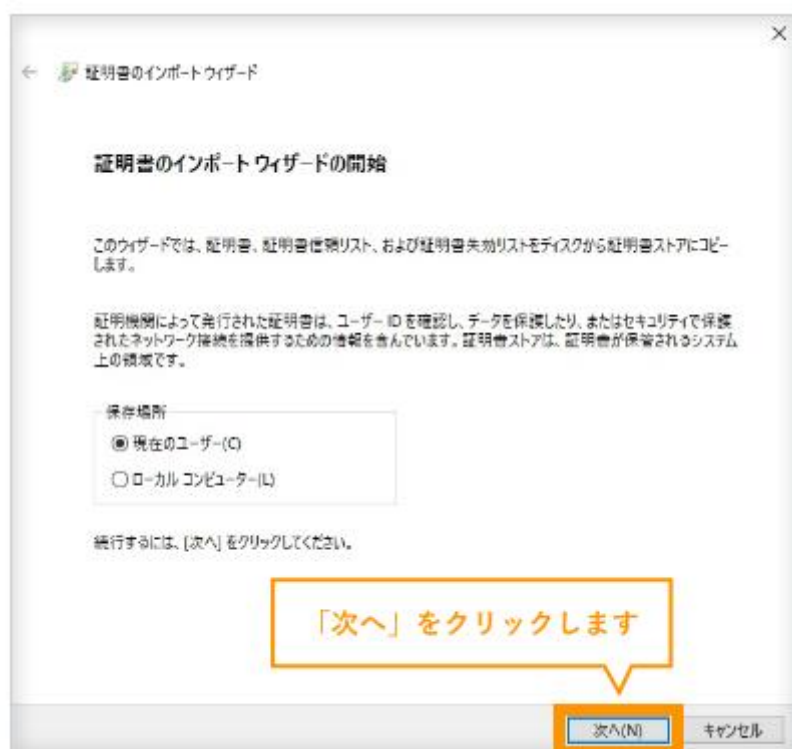 証明書のインポート ウィザード
証明書のインポート ウィザードの開始
このウィザードでは、証明書、証明書信頼リスト、および証明書失効リストをディスクから証明書ストアにコピー
します。
証明機関によって発行された証明書は、ユーザー ID を確認し、データを保護したり、またはセキュリティで保護
されたネットワーク接続を提供するための情報を含んでいます。証明書ストアは、証明書が保管されるシステム
上の領域です。
保存場所
現在のユーザー(C)
ローカル コンピューター(L)
続行するには、[次へ] をクリックしてください。
「次へ」をクリックします
次へ(N) キャンセル